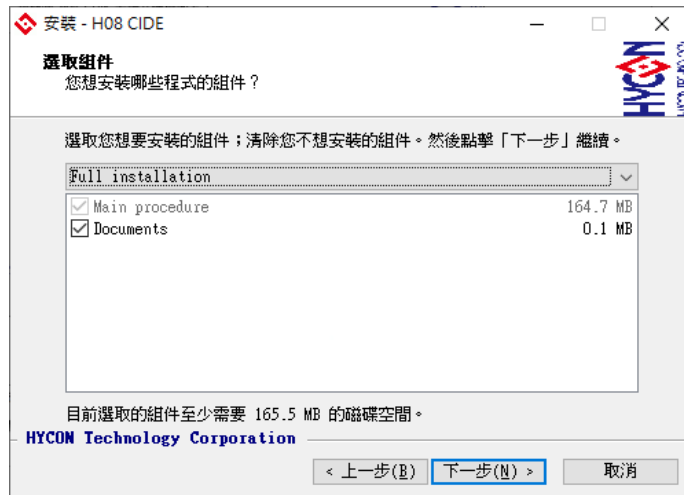 安裝 - H08 CIDE
選取組件
您想安裝哪些程式的組件？
HYCON
選取您想要安裝的組件；清除您不想安裝的組件。然後點擊「下一步」繼續。
Full installation
Main procedure 164.7 MB
Documents 0.1 MB
目前選取的組件至少需要 165.5 MB 的磁碟空間。
HYCON Technology Corporation
< 上一步(B) 下一步(N) > 取消